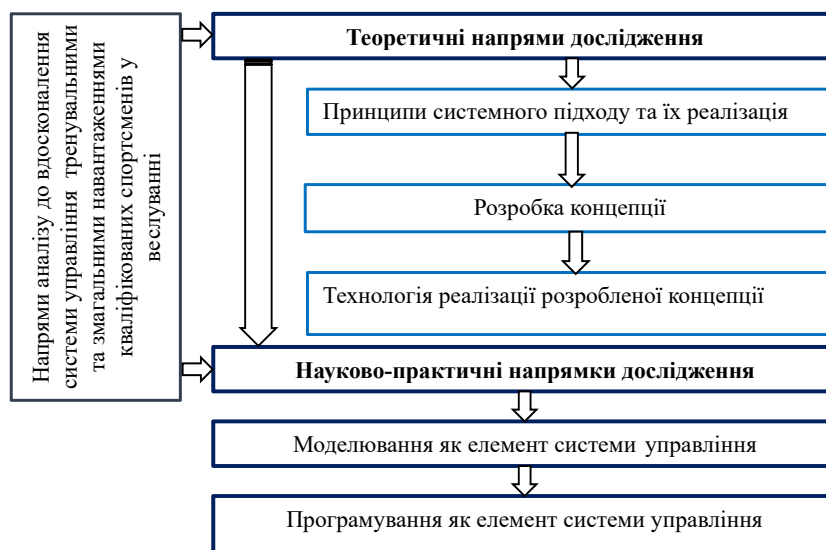 Напрями аналізу до вдосконалення
системи управління тренувальними
та змагальними навантаженнями
кваліфікованих спортсменів у
веслуванні
Теоретичні напрями дослідження
Принципи системного підходу та їх реалізація
Розробка концепції
Технологія реалізації розробленої концепції
Науково-практичні напрямки дослідження
Моделювання як елемент системи управління
Програмування як елемент системи управління